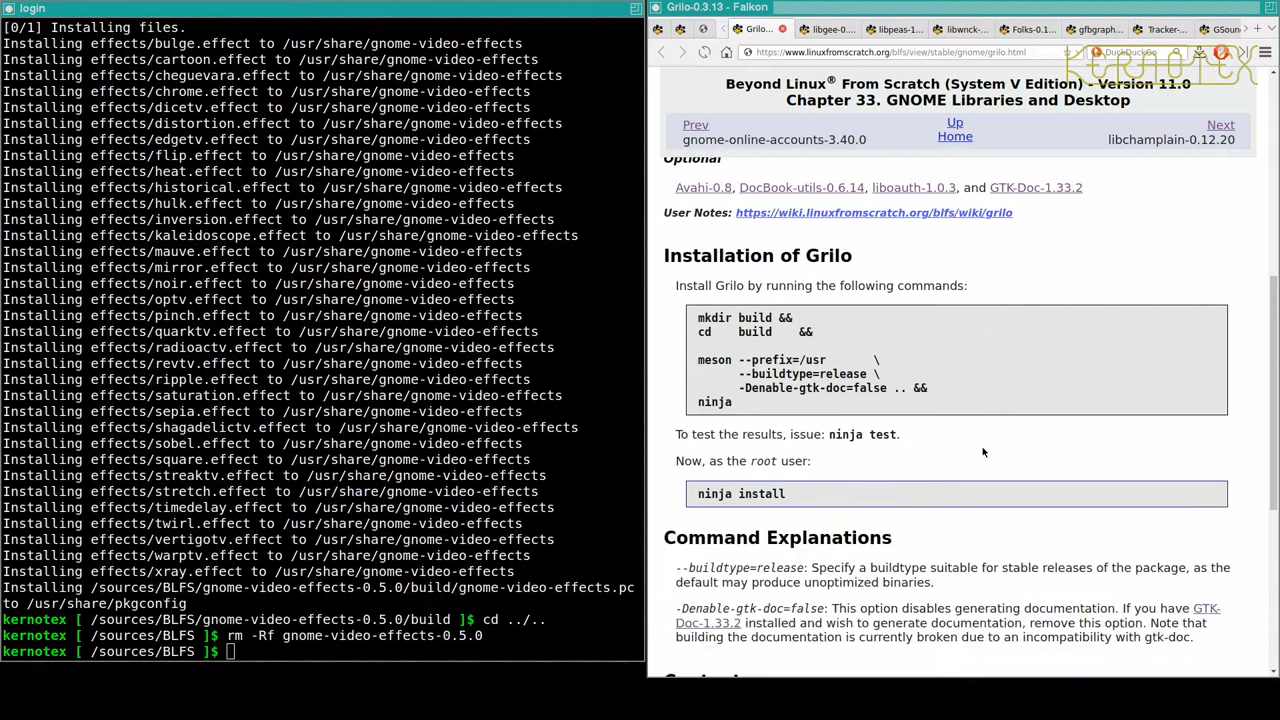 login
[0/1] Installing files.
Installing effects/bulge.effect to /usr/share/gnome-video-effects
Installing effects/cartoon.effect to /usr/share/gnome-video-effects
Installing effects/cheguevara.effect to /usr/share/gnome-video-effects
Installing effects/chrome.effect to /usr/share/gnome-video-effects
Installing effects/dicetv.effect to /usr/share/gnome-video-effects
Installing effects/distortion.effect to /usr/share/gnome-video-effects
Installing effects/edgetv.effect to /usr/share/gnome-video-effects
Installing effects/flip.effect to /usr/share/gnome-video-effects
Installing effects/heat.effect to /usr/share/gnome-video-effects
Installing effects/historical.effect to /usr/share/gnome-video-effects
Installing effects/hulk.effect to /usr/share/gnome-video-effects
Installing effects/inversion.effect to /usr/share/gnome-video-effects
Installing effects/kaleidoscope.effect to /usr/share/gnome-video-effects
Installing effects/mauve.effect to /usr/share/gnome-video-effects
Installing effects/mirror.effect to /usr/share/gnome-video-effects
Installing effects/noir.effect to /usr/share/gnome-video-effects
Installing effects/optv.effect to /usr/share/gnome-video-effects
Installing effects/pinch.effect to /usr/share/gnome-video-effects
Installing effects/quarktv.effect to /usr/share/gnome-video-effects
Installing effects/radioactv.effect to /usr/share/gnome-video-effects
Installing effects/revtv.effect to /usr/share/gnome-video-effects
Installing effects/ripple.effect to /usr/share/gnome-video-effects
Installing effects/saturation.effect to /usr/share/gnome-video-effects
Installing effects/sepia.effect to /usr/share/gnome-video-effects
Installing effects/shagadelictv.effect to /usr/share/gnome-video-effects
Installing effects/sobel.effect to /usr/share/gnome-video-effects
Installing effects/square.effect to /usr/share/gnome-video-effects
Installing effects/streaktv.effect to /usr/share/gnome-video-effects
Installing effects/stretch.effect to /usr/share/gnome-video-effects
Installing effects/timedelay.effect to /usr/share/gnome-video-effects
Installing effects/twirl.effect to /usr/share/gnome-video-effects
Installing effects/vertigotv.effect to /usr/share/gnome-video-effects
Installing effects/warptv.effect to /usr/share/gnome-video-effects
Installing effects/xray.effect to /usr/share/gnome-video-effects
Installing /sources/BLFS/gnome-video-effects-0.5.0/build/gnome-video-effects.pc
to /usr/share/pkgconfig
kernotex [ /sources/BLFS/gnome-video-effects-0.5.0/build ]$ cd ../..
kernotex [ /sources/BLFS ]$ rm -Rf gnome-video-effects-0.5.0
kernotex [ /sources/BLFS ]$
Grilo-0.3.13 - Falkon
Grilo... libgee-0.... libpeas-1... libwnck-... Folks-0.1... gfbgraph... Tracker-... GSound
https://www.linuxfromscratch.org/blfs/view/stable/gnome/grilo.html DuckDuckGo
KERNOTEX
Beyond Linux® From Scratch (System V Edition) - Version 11.0
Chapter 33. GNOME Libraries and Desktop
Prev Up Next
gnome-online-accounts-3.40.0 Home libchamplain-0.12.20
Optional
Avahi-0.8, DocBook-utils-0.6.14, liboauth-1.0.3, and GTK-Doc-1.33.2
User Notes: https://wiki.linuxfromscratch.org/blfs/wiki/grilo
Installation of Grilo
Install Grilo by running the following commands:
mkdir build &&
cd    build    &&
meson --prefix=/usr       \
--buildtype=release \
-Denable-gtk-doc=false .. &&
ninja
To test the results, issue: ninja test.
Now, as the root user:
ninja install
Command Explanations
--buildtype=release: Specify a buildtype suitable for stable releases of the package, as the
default may produce unoptimized binaries.
-Denable-gtk-doc=false: This option disables generating documentation. If you have GTK-
Doc-1.33.2 installed and wish to generate documentation, remove this option. Note that
building the documentation is currently broken due to an incompatibility with gtk-doc.